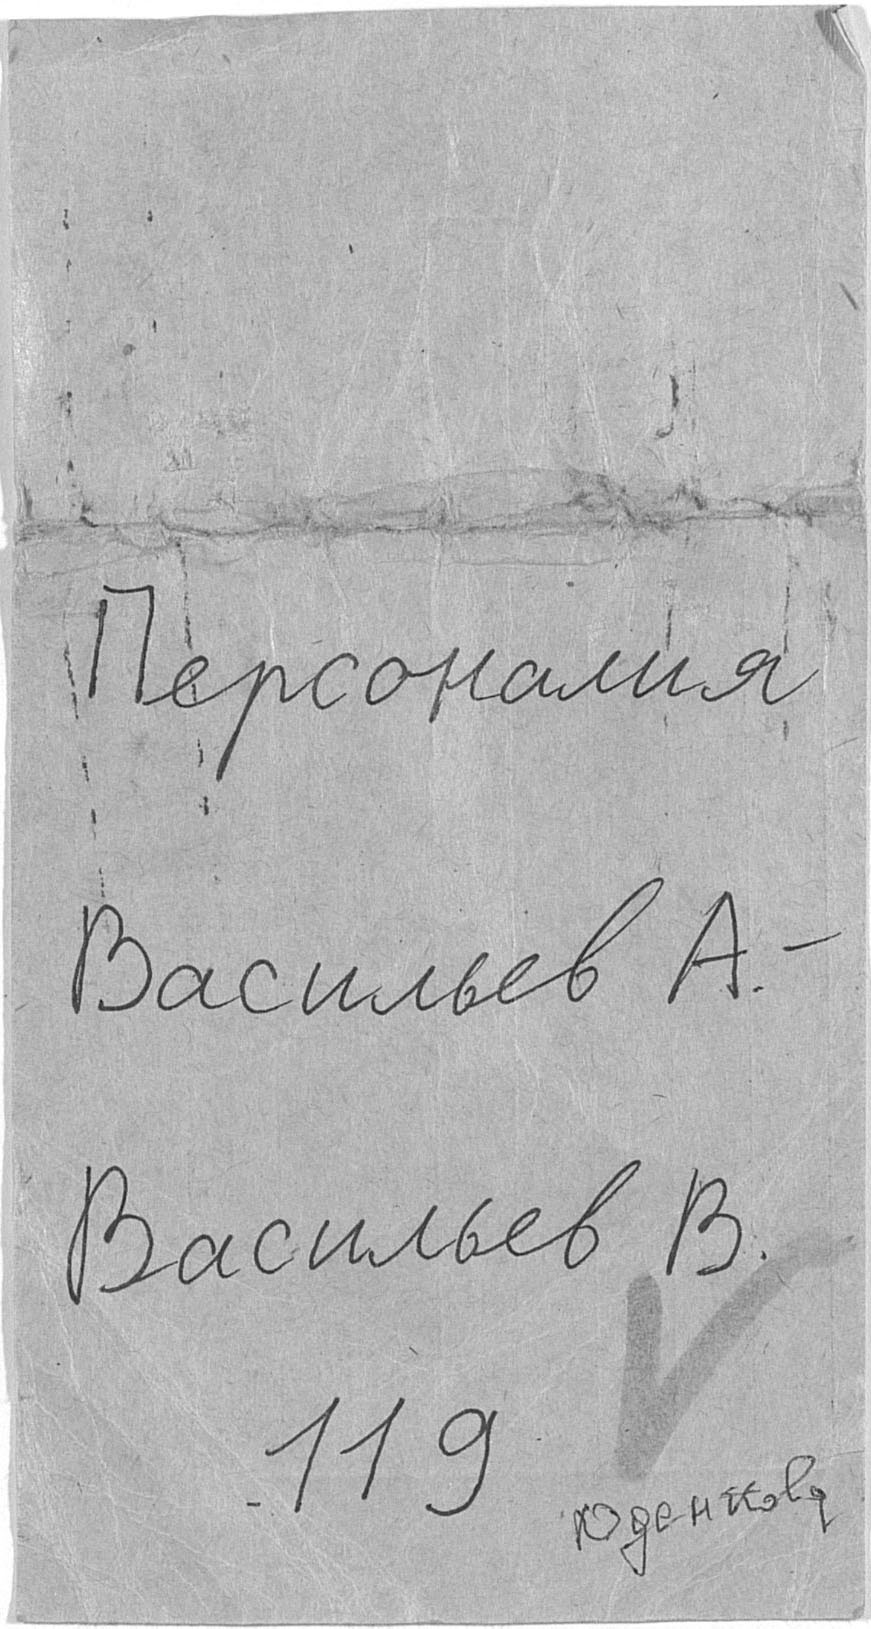 Персоналия
Васильев А.-
Васильев В.
119
Юденкова